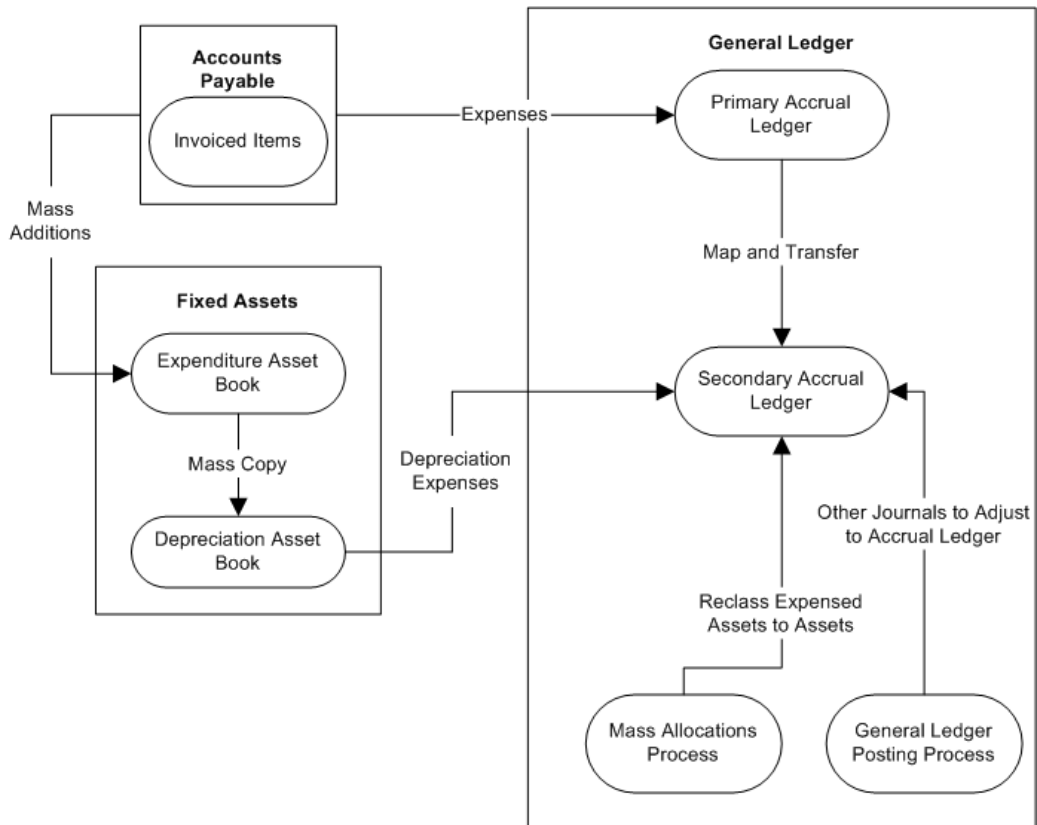 Accounts
Payable
Invoiced Items
Expenses
General Ledger
Primary Accrual
Ledger
Mass
Additions
Map and Transfer
Fixed Assets
Expenditure Asset
Book
Mass Copy
Depreciation Asset
Book
Depreciation
Expenses
Secondary Accrual
Ledger
Other Journals to Adjust
to Accrual Ledger
Reclass Expensed
Assets to Assets
Mass Allocations
Process
General Ledger
Posting Process